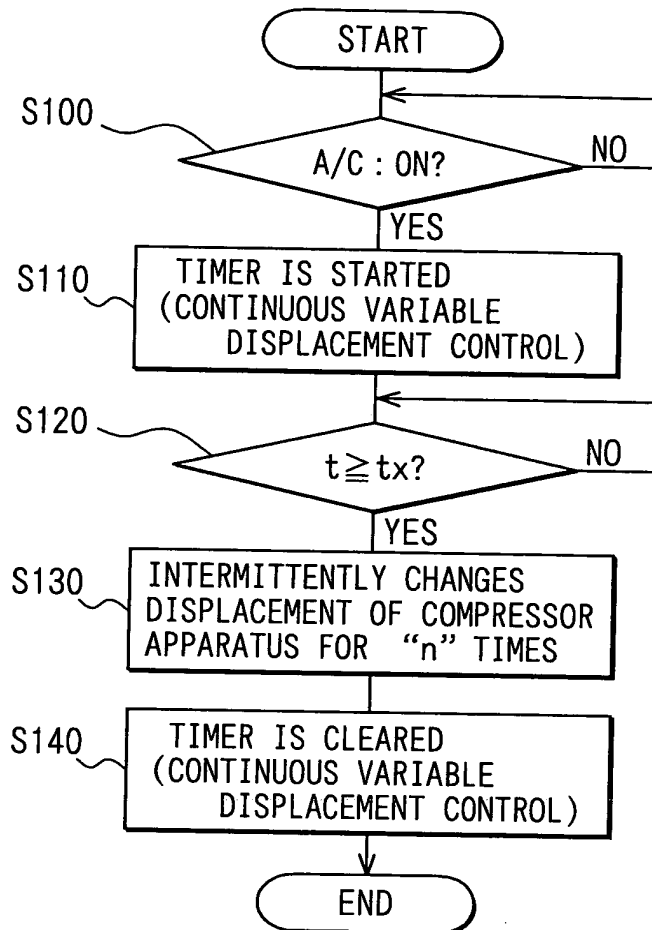 START
S100
A/C : ON?
NO
YES
S110
TIMER IS STARTED
(CONTINUOUS VARIABLE
DISPLACEMENT CONTROL)
S120
t≧tx?
NO
YES
S130
INTERMITTENTLY CHANGES
DISPLACEMENT OF COMPRESSOR
APPARATUS FOR “n” TIMES
S140
TIMER IS CLEARED
(CONTINUOUS VARIABLE
DISPLACEMENT CONTROL)
END